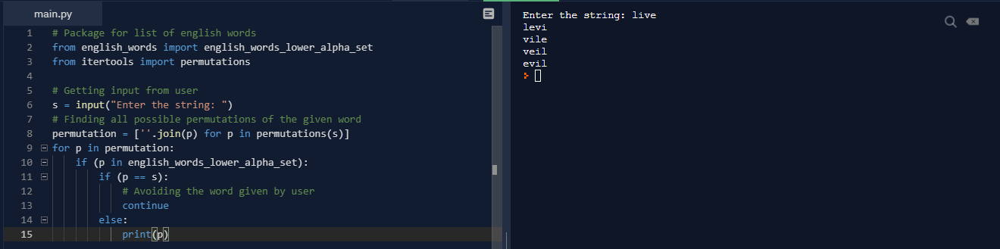 main.py
1 # Package for list of english words
2 from english_words import english_words_lower_alpha_set
3 from itertools import permutations
4
5 # Getting input from user
6 s = input("Enter the string: ")
7 # Finding all possible permutations of the given word
8 permutation = [''.join(p) for p in permutations(s)]
9 for p in permutation:
10 if (p in english_words_lower_alpha_set):
11 if (p == s):
12 # Avoiding the word given by user
13 continue
14 else:
15 print(p)
Enter the string: live
levi
vile
veil
evil